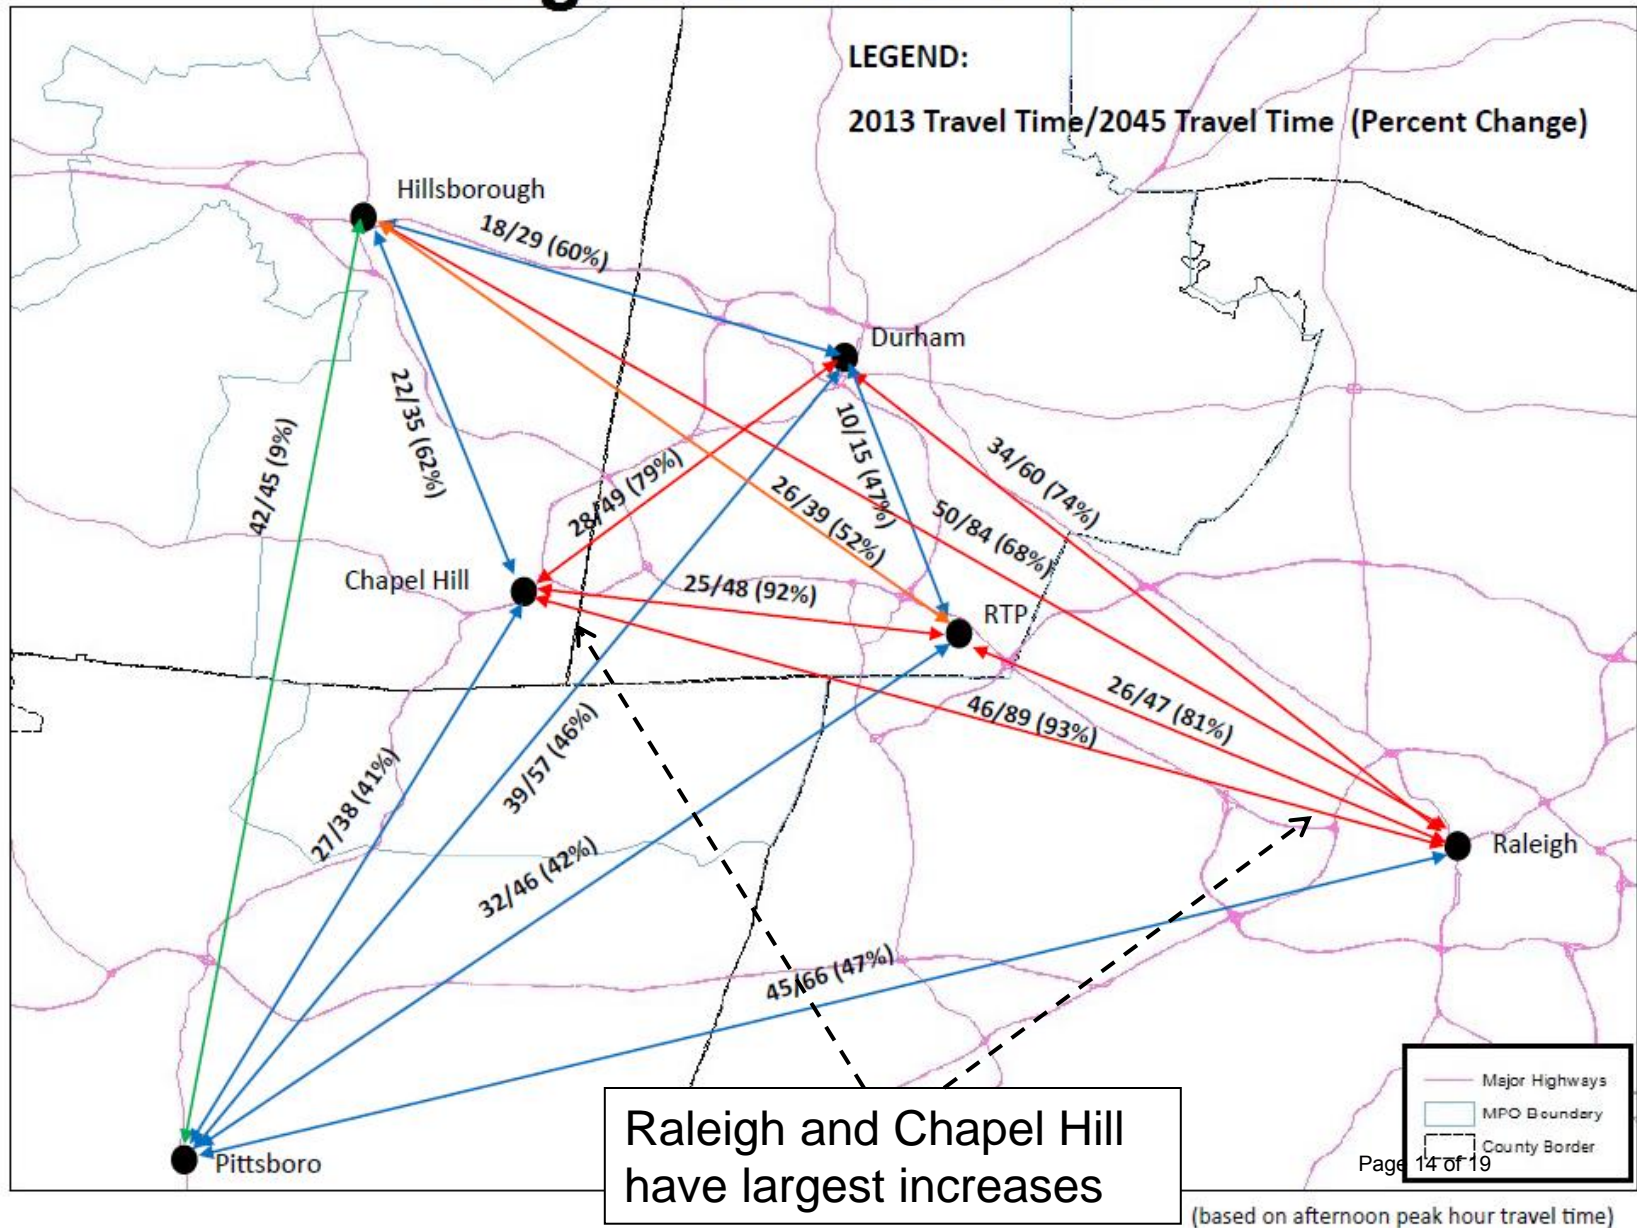 LEGEND:
2013 Travel Time/2045 Travel Time (Percent Change)
Hillsborough
18/29 (60%)
Durham
22/35 (62%)
42/45 (9%)
28/49 (79%)
10/15 (47%)
34/60 (74%)
26/39 (52%)
50/84 (68%)
Chapel Hill
25/48 (92%)
RTP
26/47 (81%)
46/89 (93%)
27/38 (41%)
39/57 (46%)
32/46 (42%)
Raleigh
45/66 (47%)
Pittsboro
Raleigh and Chapel Hill
have largest increases
Major Highways
MPO Boundary
County Border
Page 14 of 19
(based on afternoon peak hour travel time)